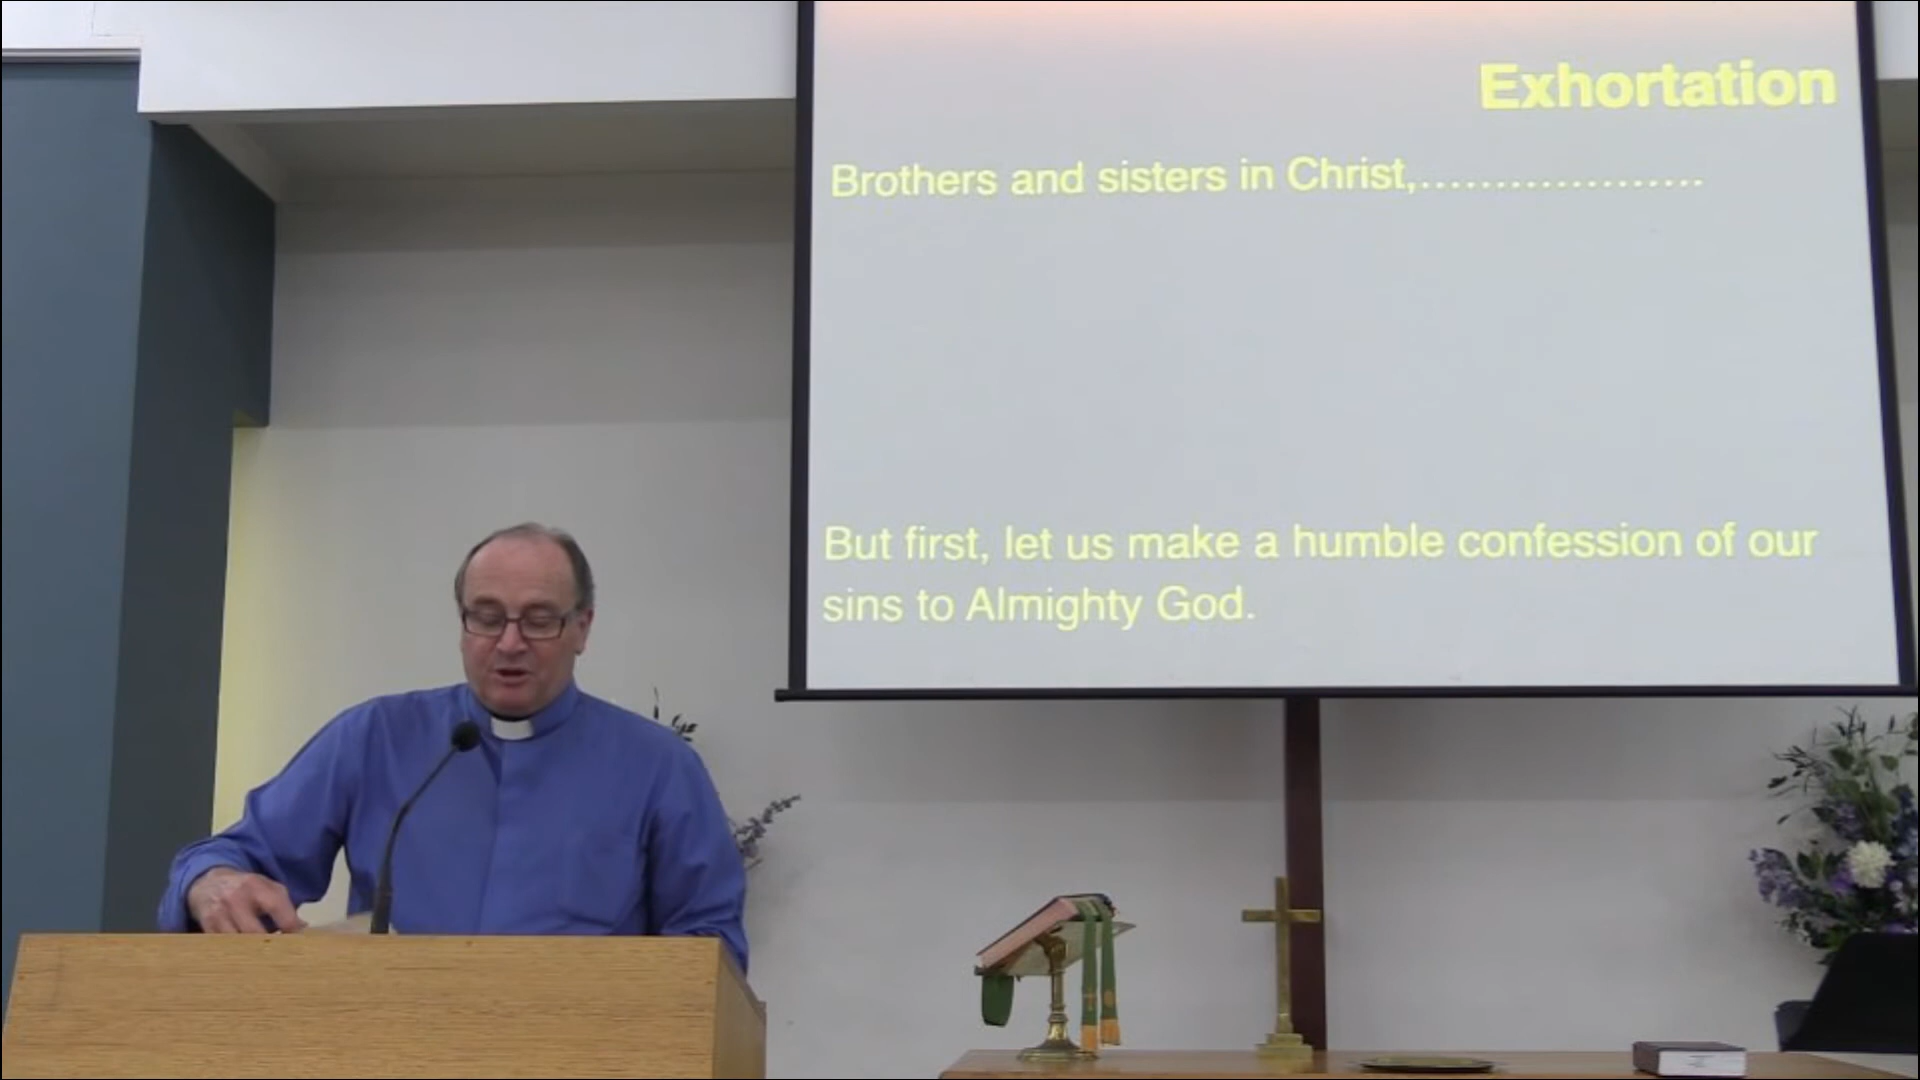 Exhortation
Brothers and sisters in Christ,...................
But first, let us make a humble confession of our
sins to Almighty God.